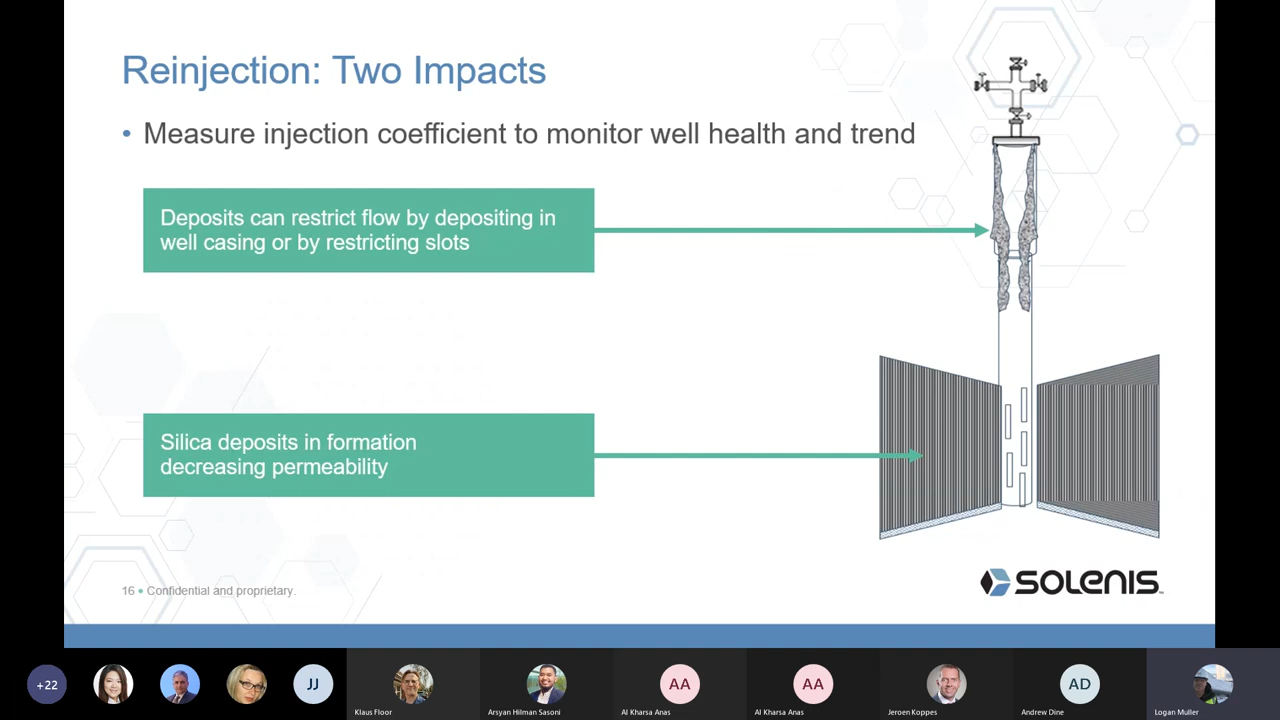 Reinjection: Two Impacts
• Measure injection coefficient to monitor well health and trend
Deposits can restrict flow by depositing in
well casing or by restricting slots
Silica deposits in formation
decreasing permeability
16 • Confidential and proprietary.
SOLENIS™
+22
JJ
Klaus Floor
Arsyan Hilman Sasoni
AA
Al Kharsa Anas
AA
Al Kharsa Anas
Jeroen Koppes
AD
Andrew Dine
Logan Muller